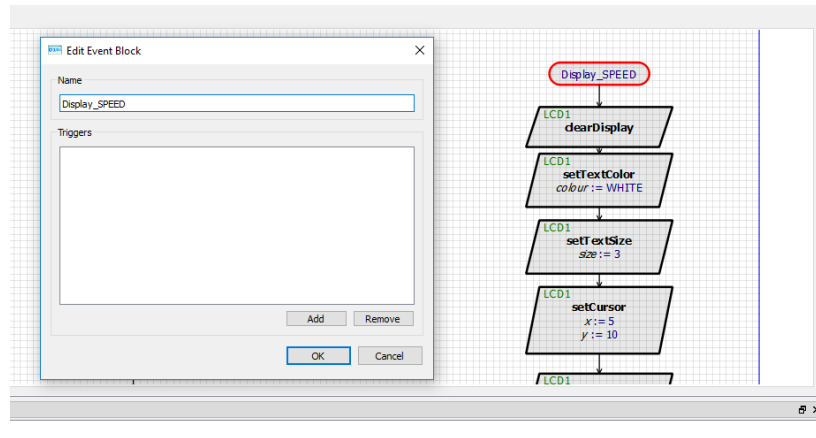 Edit Event Block
Name
Display_SPEED
Triggers
Add Remove
OK Cancel
Display_SPEED
LCD1
clearDisplay
LCD1
setTextColor
colour := WHITE
LCD1
setTextSize
size := 3
LCD1
setCursor
x := 5
y := 10
LCD1